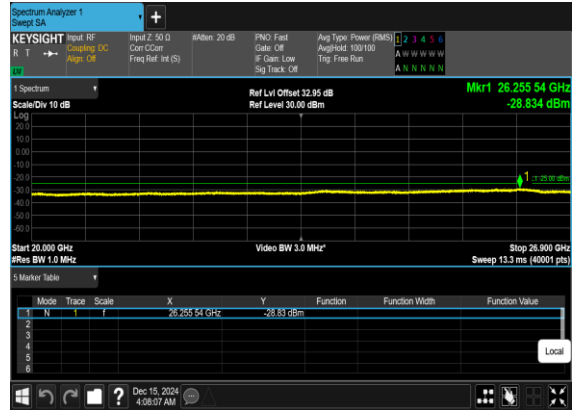 Spectrum Analyzer 1
Swept SA
+
KEYSIGHT Input: RF Input Z: 50 Ω #Atten: 20 dB PNO: Fast Avg Type: Power (RMS) 1 2 3 4 5 6
R T Coupling: DC Corr CCorr Gate: Off Avg|Hold: 100/100 A W W W W W
Align: Off Freq Ref: Int (S) IF Gain: Low Trig: Free Run
Sig Track: Off A N N N N N
1 Spectrum Ref Lvl Offset 32.95 dB Mkr1 26.255 54 GHz
Scale/Div 10 dB Ref Level 30.00 dBm -28.834 dBm
Log
20.0
10.0
0.00
-10.0
-20.0
1
-30.0
-40.0
-50.0
-60.0
Start 20.000 GHz Video BW 3.0 MHz* Stop 26.900 GHz
#Res BW 1.0 MHz Sweep 13.3 ms (40001 pts)
5 Marker Table
Mode Trace Scale X Y Function Function Width Function Value
1 N 1 f 26.255 54 GHz -28.83 dBm
2
3
4
5
6
Local
? Dec 15, 2024
4:08:07 AM